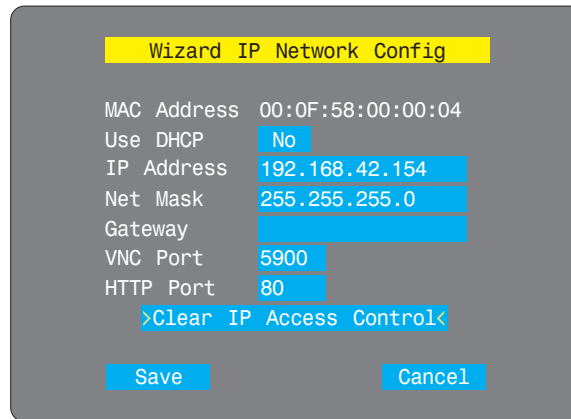 Wizard IP Network Config
MAC Address 00:0F:58:00:00:04
Use DHCP No
IP Address 192.168.42.154
Net Mask 255.255.255.0
Gateway
VNC Port 5900
HTTP Port 80
>Clear IP Access Control<
Save Cancel